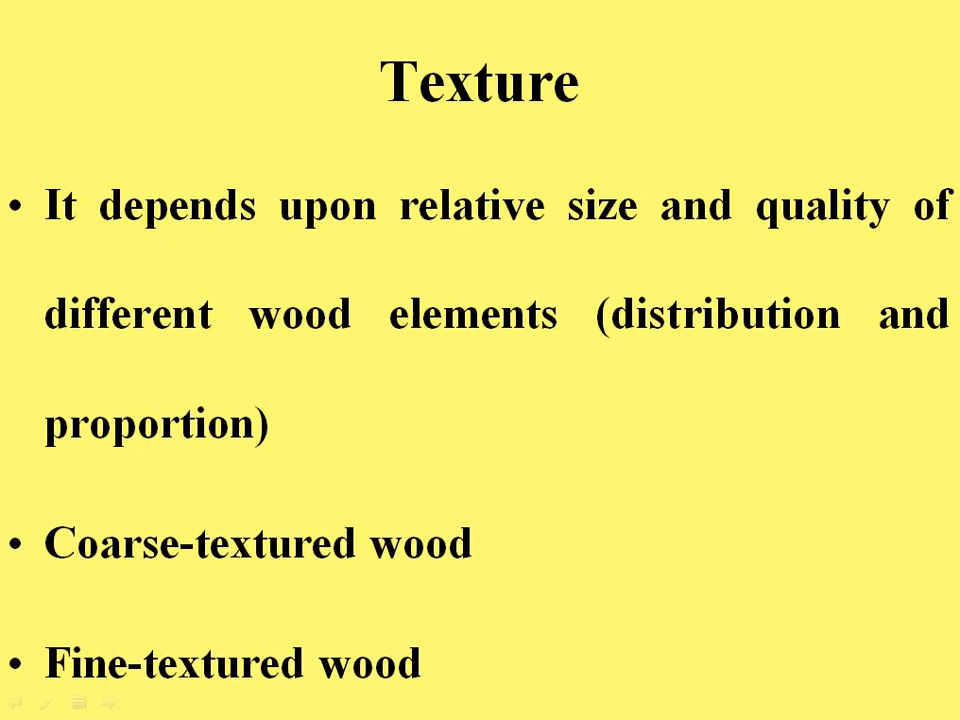 Texture
• It depends upon relative size and quality of
different wood elements (distribution and
proportion)
• Coarse-textured wood
• Fine-textured wood